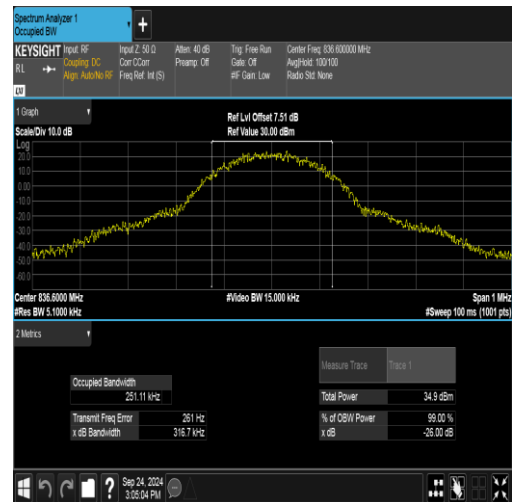 Spectrum Analyzer 1
Occupied BW
+
KEYSIGHT Input: RF Input Z: 50 Ω Atten: 40 dB Trig: Free Run Center Freq: 836.600000 MHz
RL Coupling: DC Corr CCorr Preamp: Off Gate: Off Avg|Hold: 100/100
Align: Auto/No RF Freq Ref: Int (S) #IF Gain: Low Radio Std: None
LXI
1 Graph Ref Lvl Offset 7.51 dB
Scale/Div 10.0 dB Ref Value 30.00 dBm
Log
20.0
10.0
0.00
-10.0
-20.0
-30.0
-40.0
-50.0
-60.0
Center 836.6000 MHz #Video BW 15.000 kHz Span 1 MHz
#Res BW 5.1000 kHz #Sweep 100 ms (1001 pts)
2 Metrics
Measure Trace Trace 1
Occupied Bandwidth
251.11 kHz Total Power 34.9 dBm
Transmit Freq Error 261 Hz % of OBW Power 99.00 %
x dB Bandwidth 316.7 kHz x dB -26.00 dB
? Sep 24, 2024
3:05:04 PM